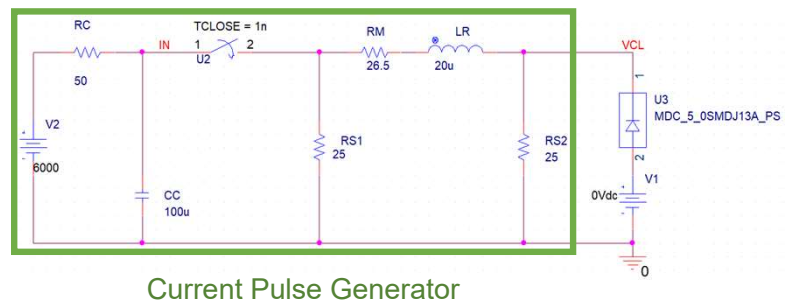 RC
TCLOSE = 1n
RM
LR
IN
1
2
VCL
U2
50
26.5
20u
1
U3
MDC_5_0SMDJ13A_PS
V2
RS1
25
RS2
25
2
V1
6000
0Vdc
CC
100u
0
Current Pulse Generator